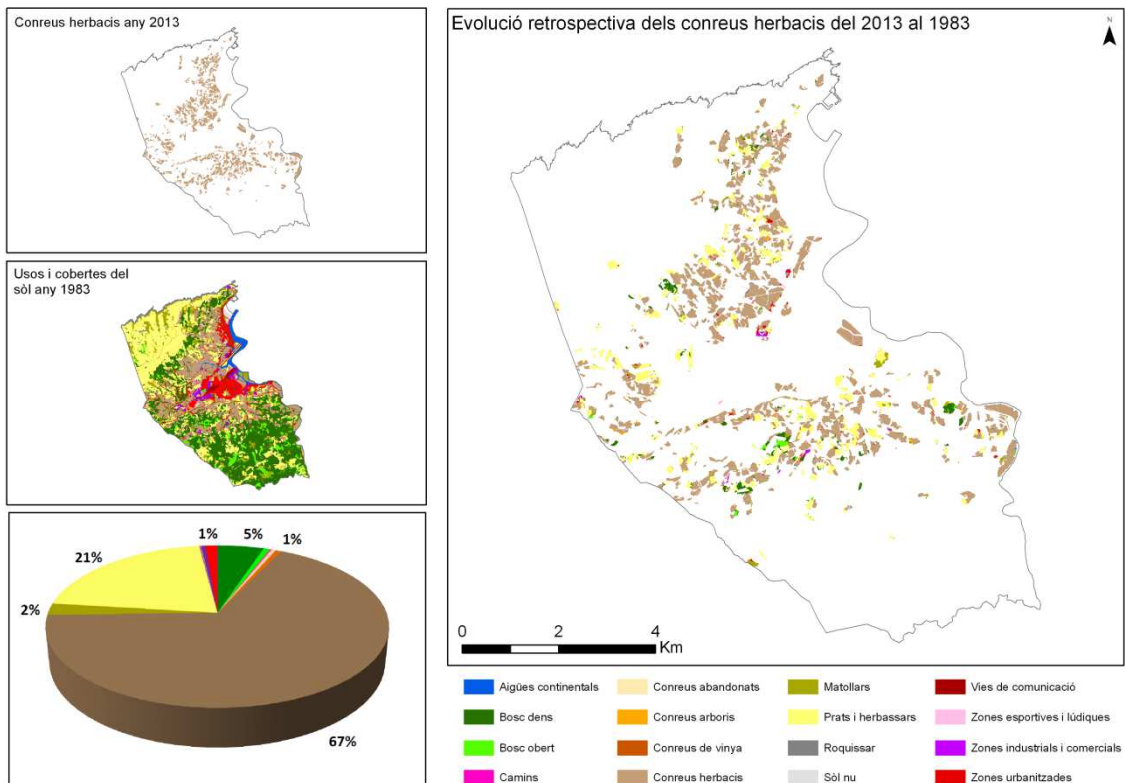 Conreus herbacis any 2013
Usos i cobertes del
sòl any 1983
1%
5%
1%
21%
2%
67%
Evolució retrospectiva dels conreus herbacis del 2013 al 1983
N
0
2
4
Km
Aigües continentals
Bosc dens
Bosc obert
Camins
Conreus abandonats
Conreus arboris
Conreus de vinya
Conreus herbacis
Matollars
Prats i herbassars
Roquissar
Sòl nu
Vies de comunicació
Zones esportives i lúdiques
Zones industrials i comercials
Zones urbanitzades